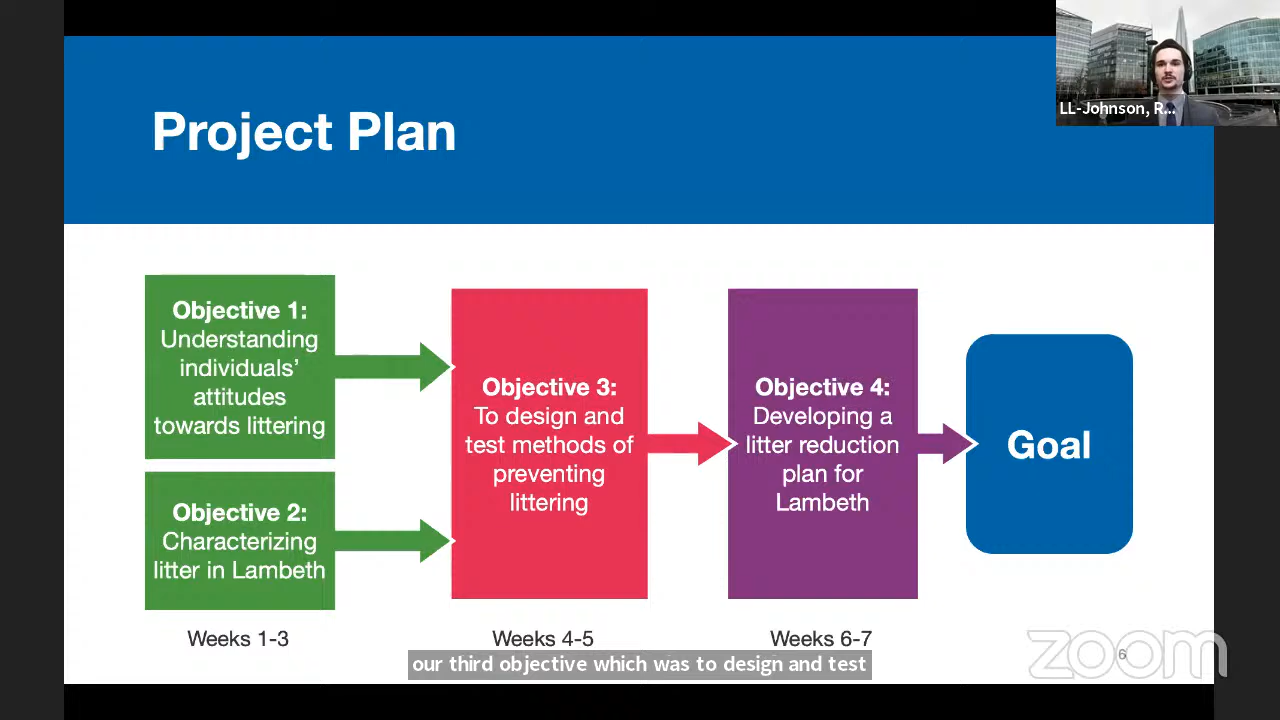 LL-Johnson, R...
Project Plan
Objective 1:
Understanding
individuals’
attitudes
towards littering
Objective 2:
Characterizing
litter in Lambeth
Weeks 1-3
Objective 3:
To design and
test methods of
preventing
littering
Weeks 4-5
Objective 4:
Developing a
litter reduction
plan for
Lambeth
Weeks 6-7
Goal
our third objective which was to design and test
6
zoom